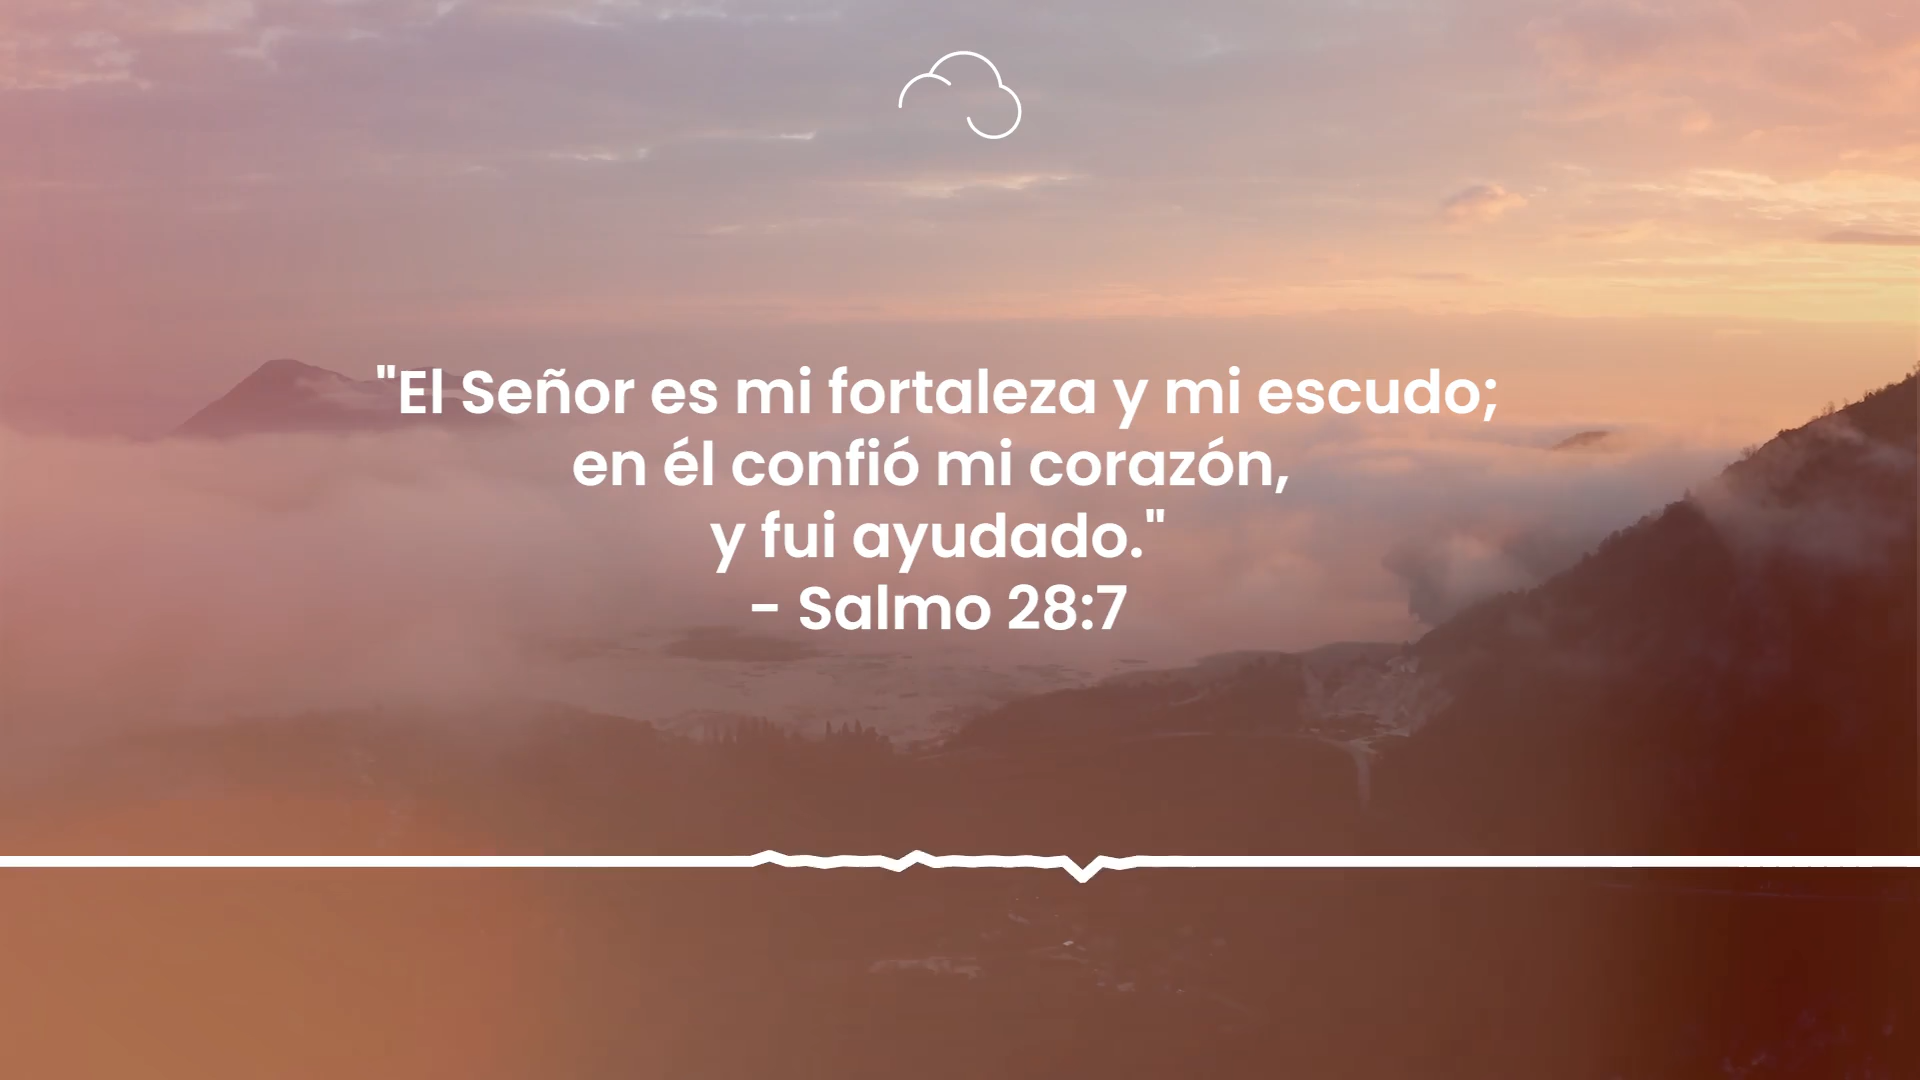 "El Señor es mi fortaleza y mi escudo;
en él confió mi corazón,
y fui ayudado."
- Salmo 28:7